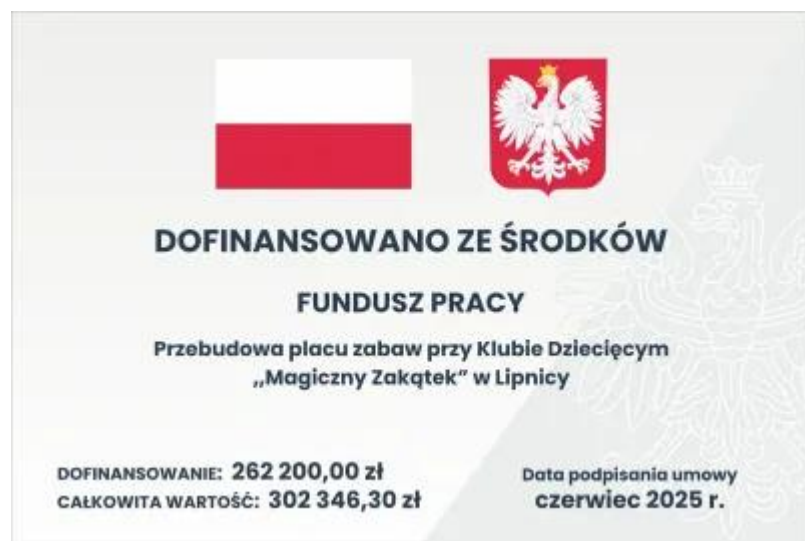 DOFINANSOWANO ZE ŚRODKÓW
FUNDUSZ PRACY
Przebudowa placu zabaw przy Klubie Dziecięcym
,,Magiczny Zakątek” w Lipnicy
DOFINANSOWANIE: 262 200,00 zł
CAŁKOWITA WARTOŚĆ: 302 346,30 zł
Data podpisania umowy
czerwiec 2025 r.